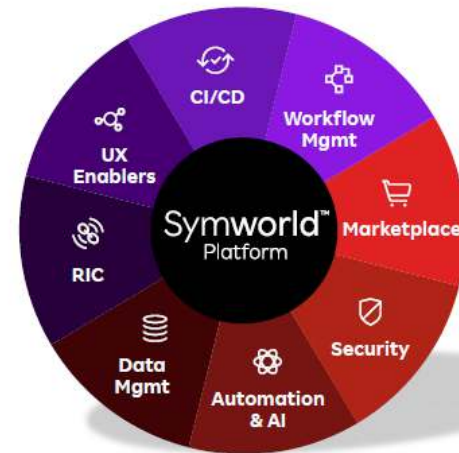 CI/CD
Workflow
Mgmt
UX
Enablers
Symworld™
Platform
Marketplace
RIC
Security
Data
Mgmt
Automation
& AI